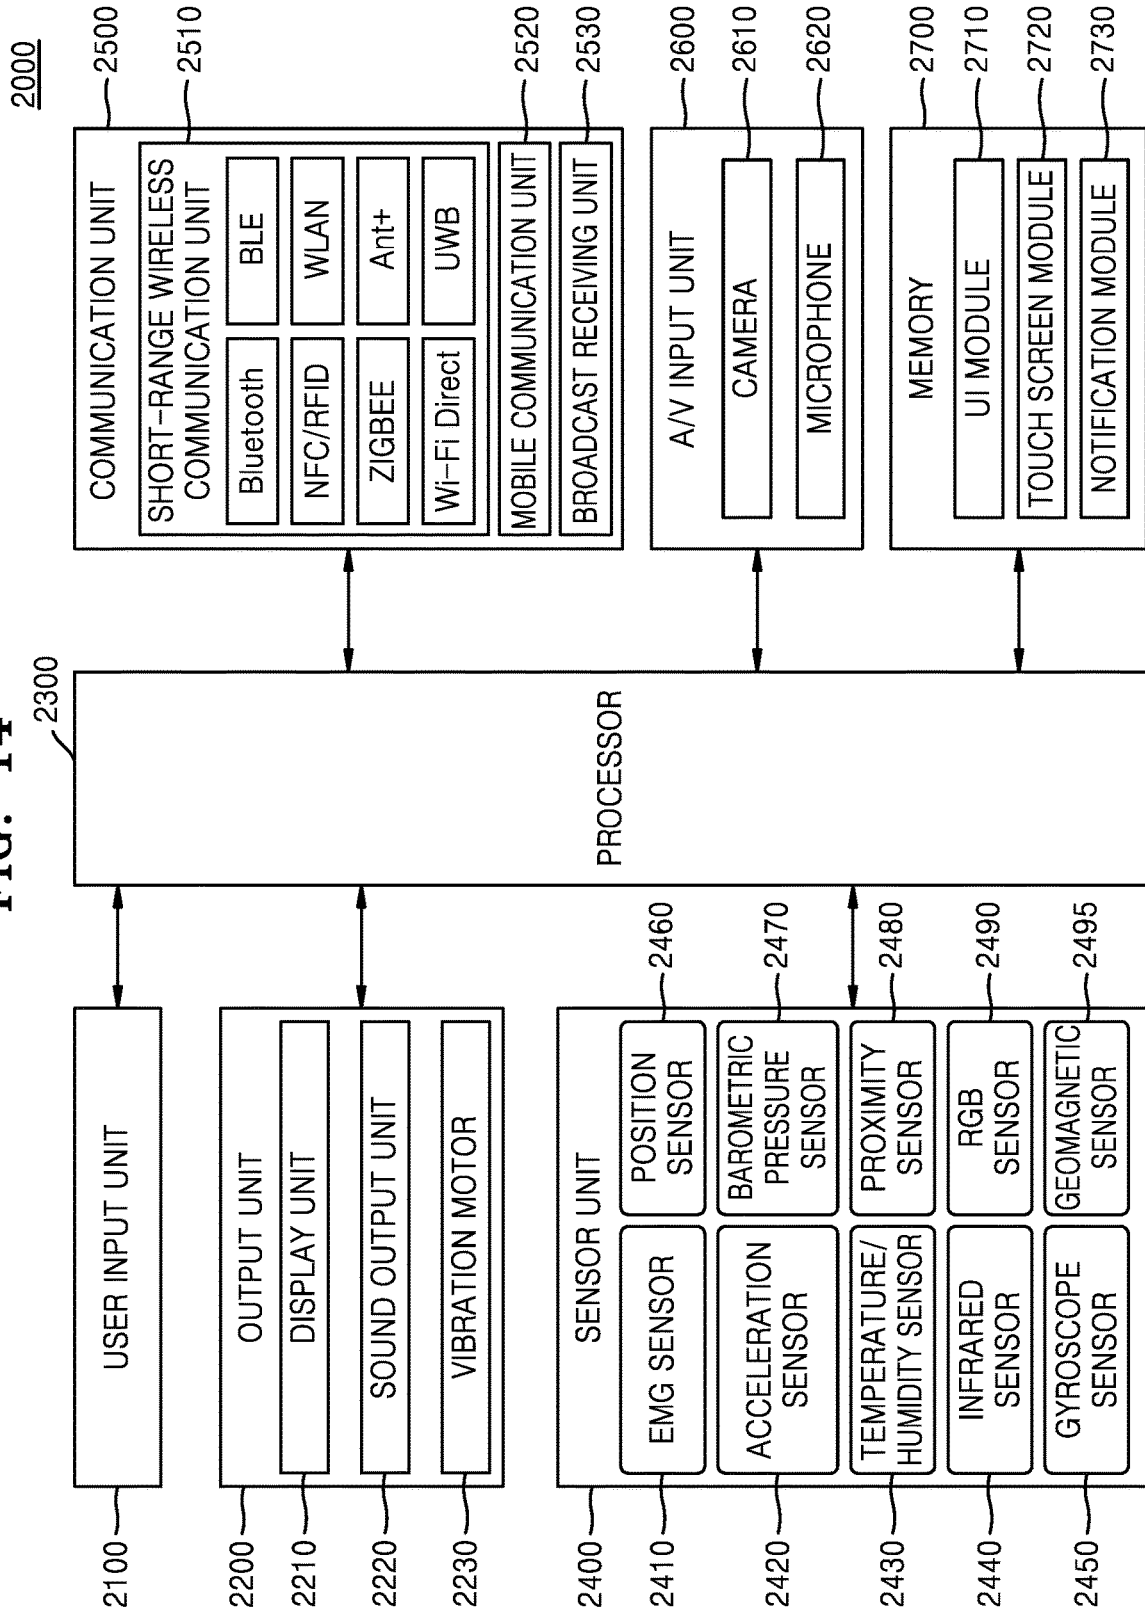 FIG. 14
2000
2100
USER INPUT UNIT
2200
OUTPUT UNIT
2210
DISPLAY UNIT
2220
SOUND OUTPUT UNIT
2230
VIBRATION MOTOR
2400
SENSOR UNIT
2410
EMG SENSOR
POSITION
SENSOR
2460
2420
ACCELERATION
SENSOR
BAROMETRIC
PRESSURE
SENSOR
2470
2430
TEMPERATURE/
HUMIDITY SENSOR
PROXIMITY
SENSOR
2480
2440
INFRARED
SENSOR
RGB
SENSOR
2490
2450
GYROSCOPE
SENSOR
GEOMAGNETIC
SENSOR
2495
2300
PROCESSOR
COMMUNICATION UNIT
2500
SHORT-RANGE WIRELESS
COMMUNICATION UNIT
2510
Bluetooth
BLE
NFC/RFID
WLAN
ZIGBEE
Ant+
Wi-Fi Direct
UWB
MOBILE COMMUNICATION UNIT
2520
BROADCAST RECEIVING UNIT
2530
A/V INPUT UNIT
2600
CAMERA
2610
MICROPHONE
2620
MEMORY
2700
UI MODULE
2710
TOUCH SCREEN MODULE
2720
NOTIFICATION MODULE
2730